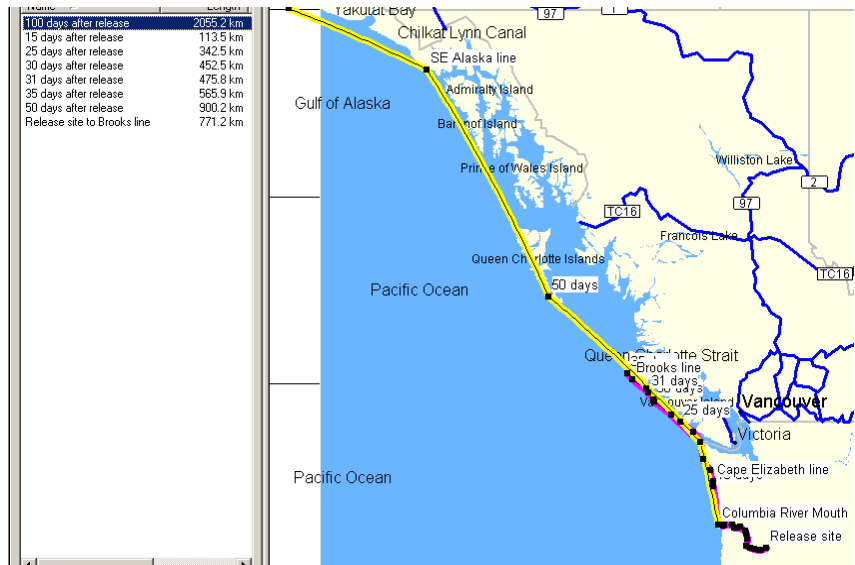 Name Length
100 days after release 2055.2 km
15 days after release 113.5 km
25 days after release 342.5 km
30 days after release 452.5 km
31 days after release 475.8 km
35 days after release 565.9 km
50 days after release 900.2 km
Release site to Brooks line 771.2 km
Yakutat Bay
97
1
Chilkat Lynn Canal
SE Alaska line
Admiralty Island
Gulf of Alaska
Baranof Island
Williston Lake
Prince of Wales Island
2
97
TC16
Francois Lake
Queen Charlotte Islands
TC16
50 days
Pacific Ocean
Queen Charlotte Strait
Brooks line
31 days
Vancouver Island
Vancouver
25 days
Victoria
Cape Elizabeth line
days
Pacific Ocean
Columbia River Mouth
Release site